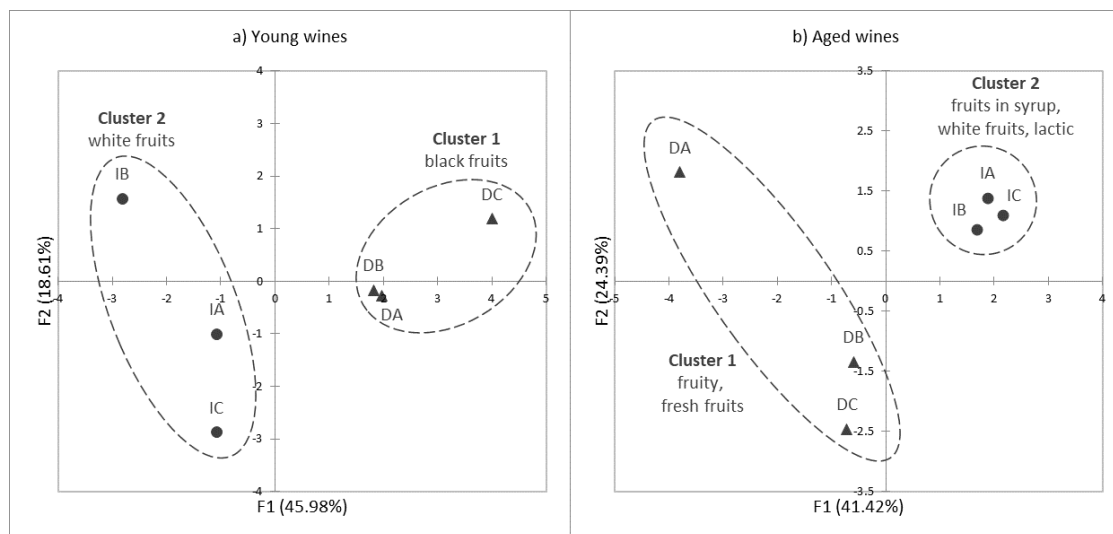 a) Young wines
4
3
2
1
0
-1
-2
-3
-4
-4
-3
-2
-1
0
1
2
3
4
5
F2 (18.61%)
F1 (45.98%)
Cluster 2
white fruits
IB
IA
IC
Cluster 1
black fruits
DC
DB
DA
b) Aged wines
3.5
2.5
1.5
0.5
-0.5
-1.5
-2.5
-3.5
-5
-4
-3
-2
-1
0
1
2
3
4
F2 (24.39%)
F1 (41.42%)
Cluster 2
fruits in syrup,
white fruits, lactic
IA
IC
IB
DA
DB
DC
Cluster 1
fruity,
fresh fruits